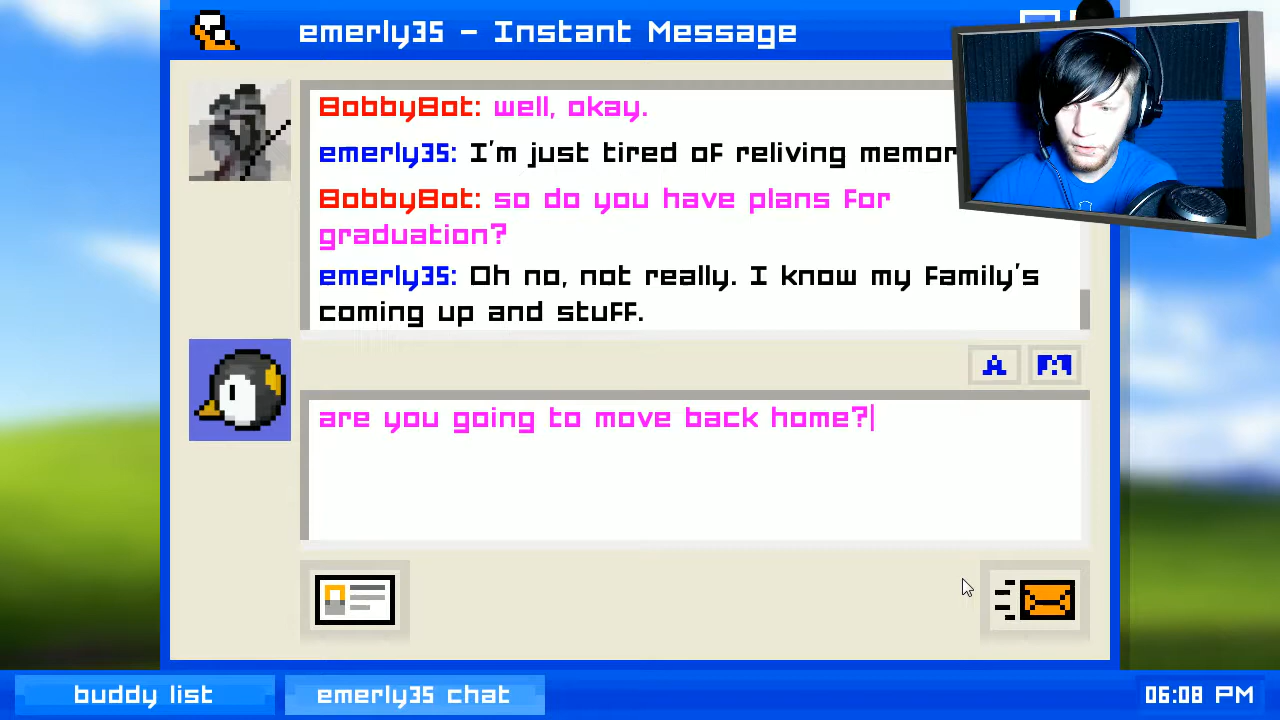 emerly35 - Instant Message
BobbyBot: well, okay.
emerly35: I'm just tired of reliving
BobbyBot: so do you have plans for
graduation?
emerly35: Oh no, not really. I know my family's
coming up and stuff.
A
are you going to move back home?
buddy list
emerly35 chat
06:08 PM